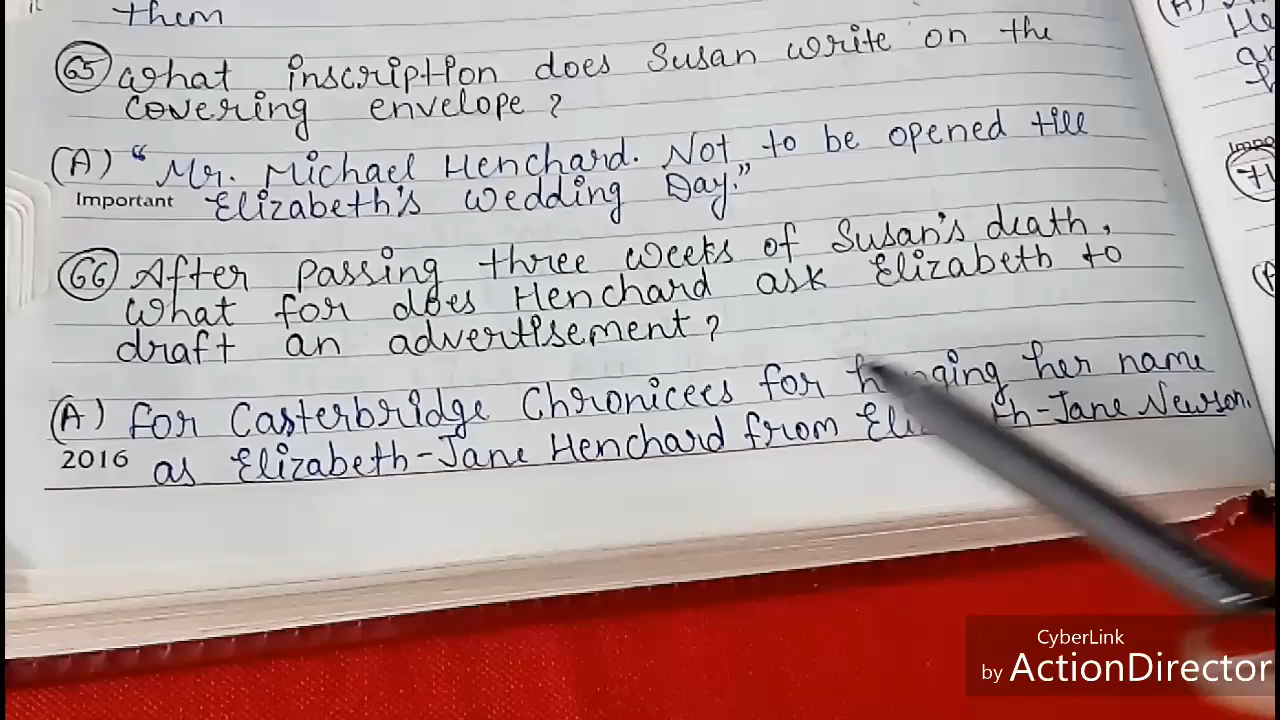 them
65 What inscription does Susan write on the
covering envelope?
(A) "Mr. Michael Henchard. Not to be opened till
Important Elizabeth's wedding Day."
66 After passing three weeks of Susan's death,
what for does Henchard ask Elizabeth to
draft an advertisement?
(A) For Casterbridge Chronicees for her name
2016 as Elizabeth-Jane Henchard from Jane Newson.
CyberLink
by ActionDirector